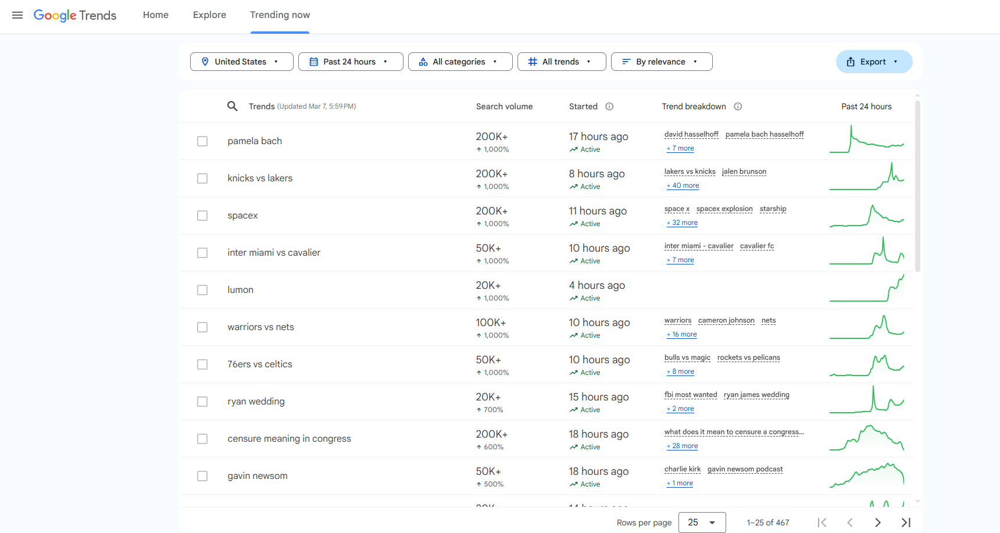 Google Trends Home Explore Trending now
United States Past 24 hours All categories All trends By relevance Export
Trends (Updated Mar 7, 5:59 PM) Search volume Started Trend breakdown Past 24 hours
pamela bach 200K+ 17 hours ago david hasselhoff pamela bach hasselhoff
1,000% Active + 7 more
knicks vs lakers 200K+ 8 hours ago lakers vs knicks jalen brunson
1,000% Active + 40 more
spacex 200K+ 11 hours ago space x spacex explosion starship
1,000% Active + 32 more
inter miami vs cavalier 50K+ 10 hours ago inter miami - cavalier cavalier fc
1,000% Active + 7 more
lumon 20K+ 4 hours ago
1,000% Active
warriors vs nets 100K+ 10 hours ago warriors cameron johnson nets
1,000% Active + 16 more
76ers vs celtics 50K+ 10 hours ago bulls vs magic rockets vs pelicans
1,000% Active + 8 more
ryan wedding 20K+ 15 hours ago fbi most wanted ryan james wedding
700% Active + 2 more
censure meaning in congress 200K+ 18 hours ago what does it mean to censure a congress...
600% Active + 28 more
gavin newsom 50K+ 18 hours ago charlie kirk gavin newsom podcast
500% Active + 1 more
Rows per page 25 1–25 of 467